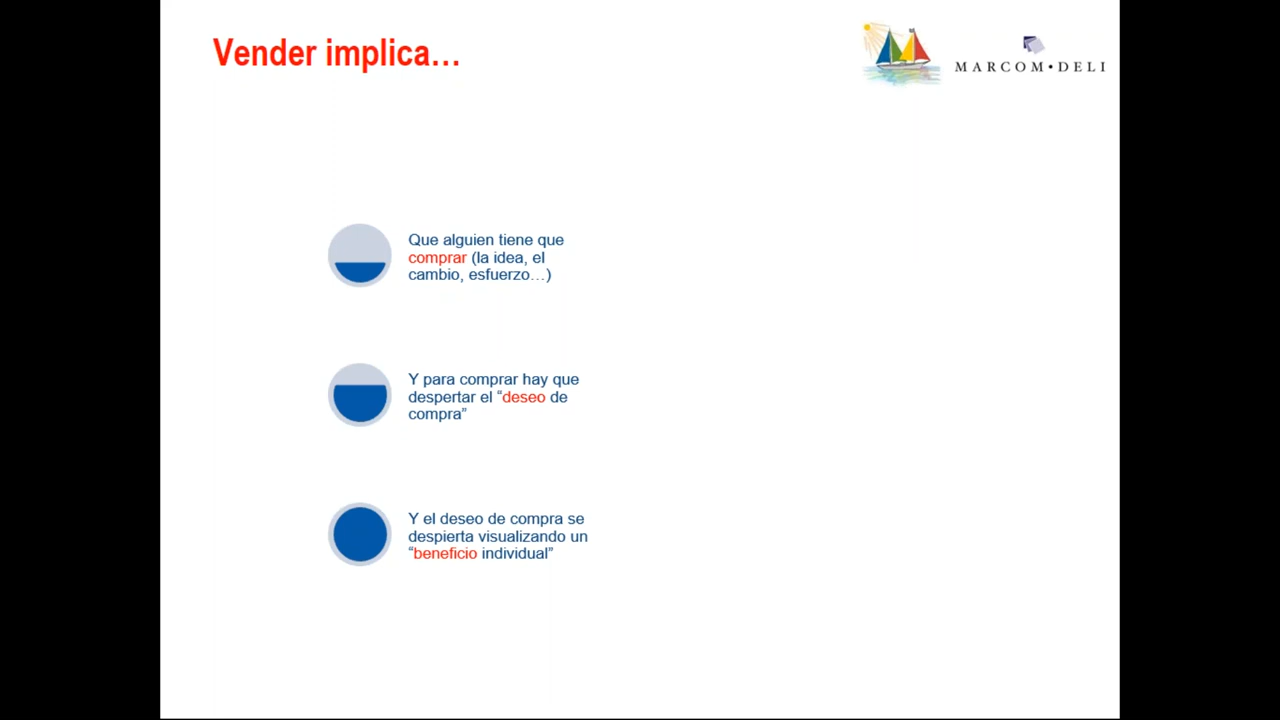 Vender implica…
MARCOM•DELI
Que alguien tiene que
comprar (la idea, el
cambio, esfuerzo…)
Y para comprar hay que
despertar el “deseo de
compra”
Y el deseo de compra se
despierta visualizando un
“beneficio individual”